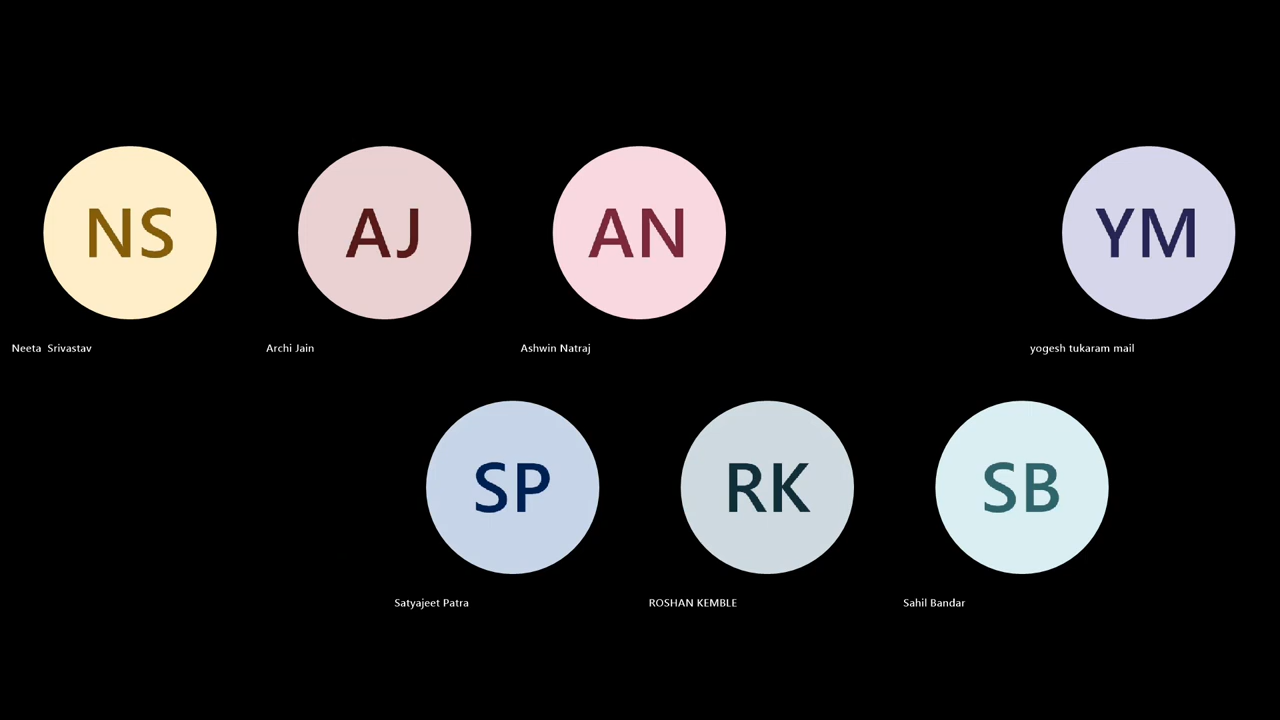 NS
AJ
AN
YM
Neeta  Srivastav
Archi Jain
Ashwin Natraj
yogesh tukaram mail
SP
RK
SB
Satyajeet Patra
ROSHAN KEMBLE
Sahil Bandar